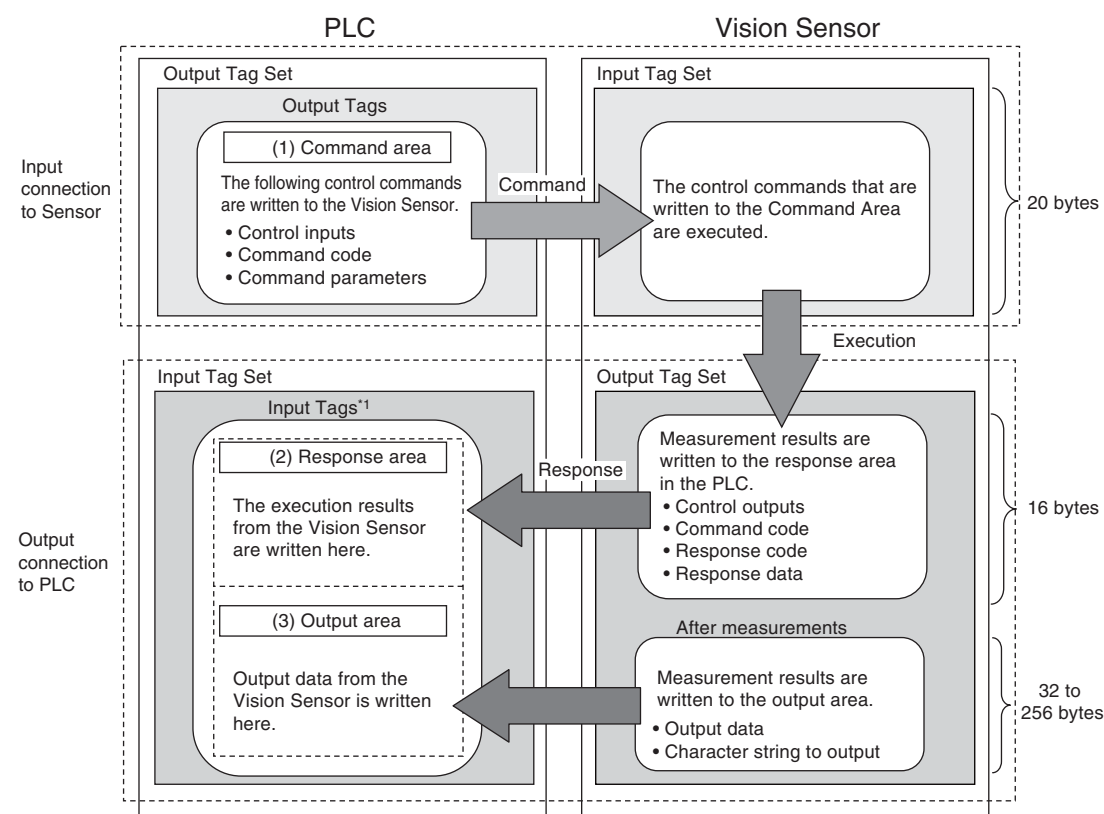 PLC
Vision Sensor
Output Tag Set
Input Tag Set
Output Tags
(1) Command area
Input
connection
to Sensor
The following control commands
are written to the Vision Sensor.
• Control inputs
• Command code
• Command parameters
Command
The control commands that are
written to the Command Area
are executed.
20 bytes
Execution
Input Tag Set
Output Tag Set
Input Tags*1
(2) Response area
The execution results
from the Vision Sensor
are written here.
Response
Measurement results are
written to the response area
in the PLC.
• Control outputs
• Command code
• Response code
• Response data
16 bytes
Output
connection
to PLC
(3) Output area
Output data from the
Vision Sensor is written
here.
After measurements
Measurement results are
written to the output area.
• Output data
• Character string to output
32 to
256 bytes